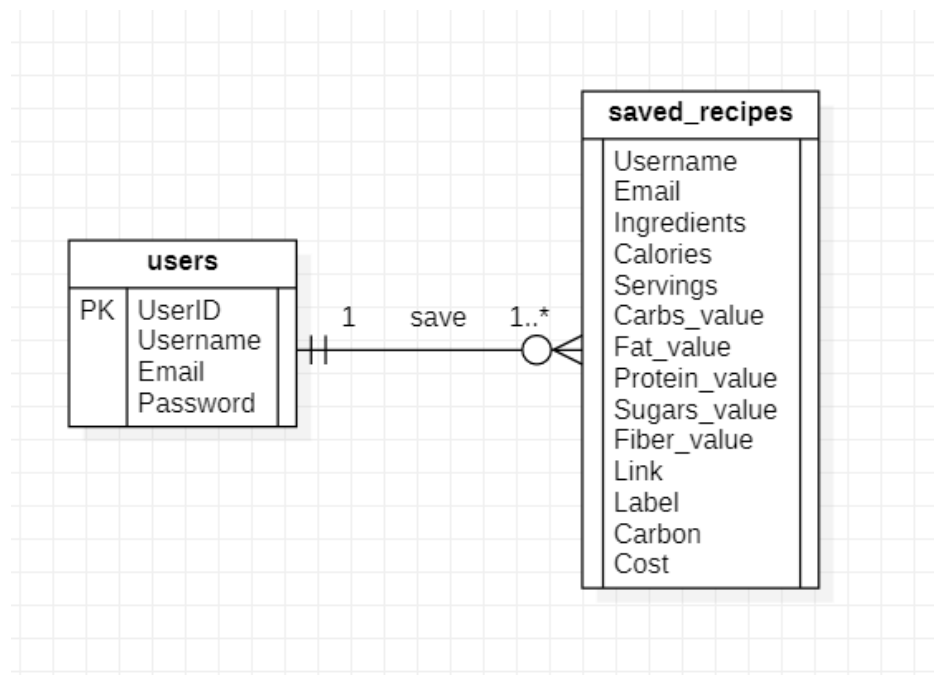 saved_recipes
Username
Email
Ingredients
Calories
Servings
Carbs_value
Fat_value
Protein_value
Sugars_value
Fiber_value
Link
Label
Carbon
Cost
users
PK UserID
Username
Email
Password
1 save 1..*